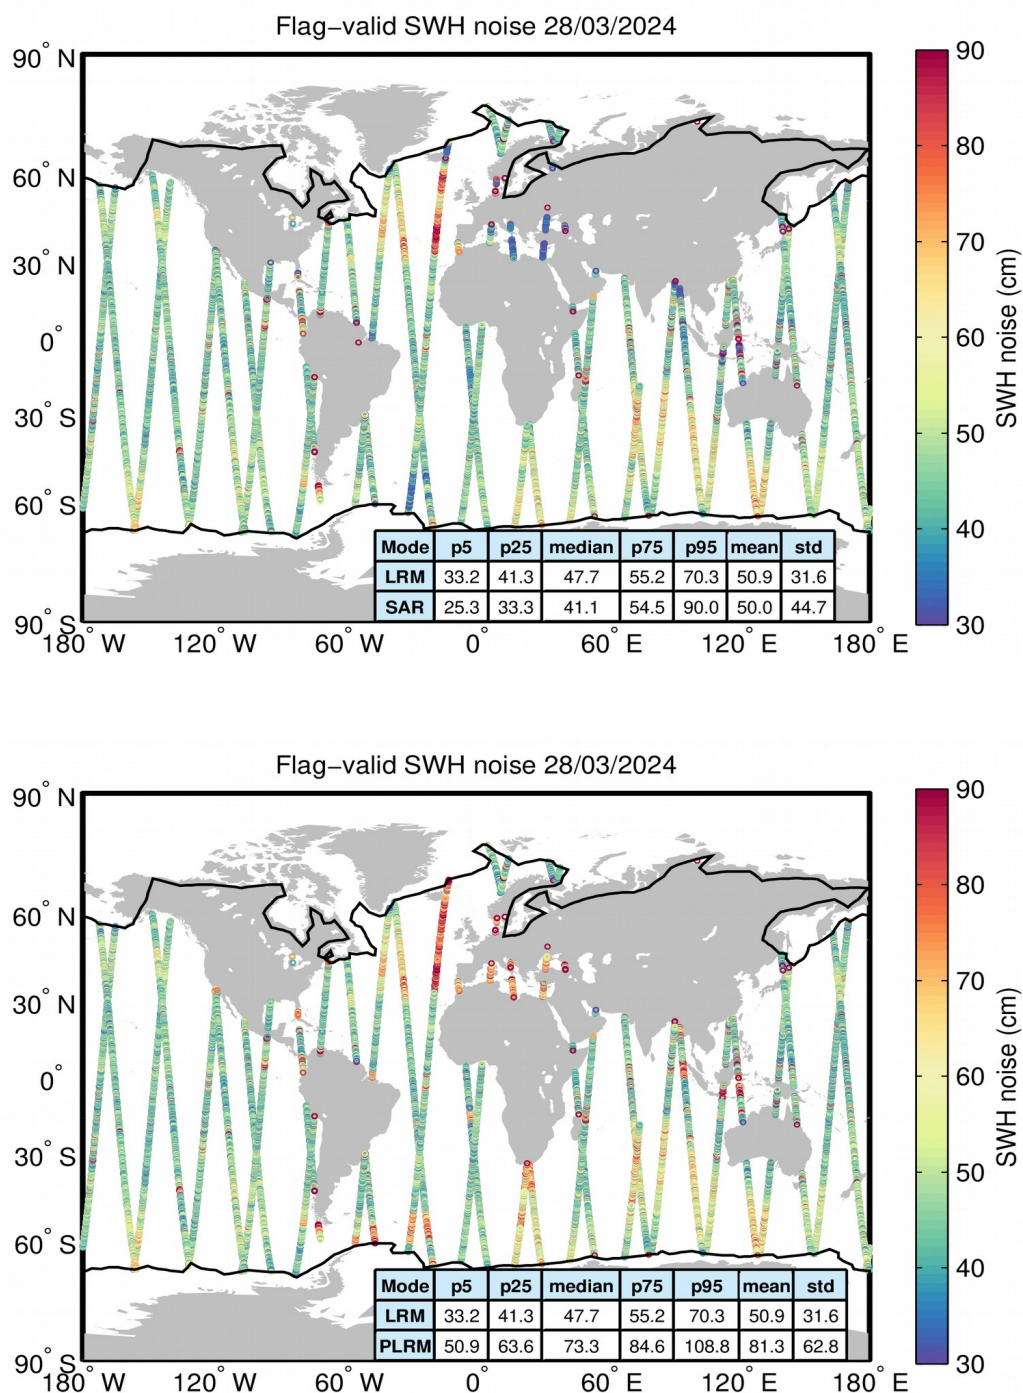 Flag−valid SWH noise 28/03/2024
90° N
60° N
30° N
0°
30° S
60° S
90° S
180° W 120° W 60° W 0° 60° E 120° E 180° E
Mode p5 p25 median p75 p95 mean std
LRM 33.2 41.3 47.7 55.2 70.3 50.9 31.6
SAR 25.3 33.3 41.1 54.5 90.0 50.0 44.7
90
80
70
60
50
40
30
SWH noise (cm)
Flag−valid SWH noise 28/03/2024
90° N
60° N
30° N
0°
30° S
60° S
90° S
180° W 120° W 60° W 0° 60° E 120° E 180° E
Mode p5 p25 median p75 p95 mean std
LRM 33.2 41.3 47.7 55.2 70.3 50.9 31.6
PLRM 50.9 63.6 73.3 84.6 108.8 81.3 62.8
90
80
70
60
50
40
30
SWH noise (cm)